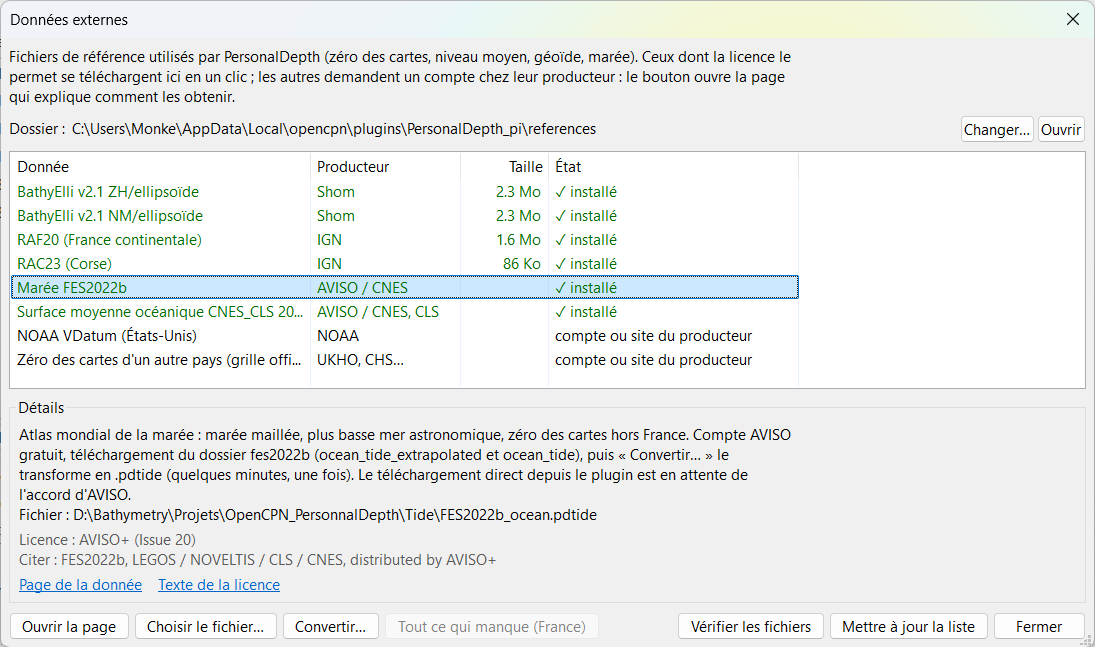 Données externes
Fichiers de référence utilisés par PersonalDepth (zéro des cartes, niveau moyen, géoïde, marée). Ceux dont la licence le
permet se téléchargent ici en un clic ; les autres demandent un compte chez leur producteur : le bouton ouvre la page
qui explique comment les obtenir.
Dossier : C:\Users\Monke\AppData\Local\opencpn\plugins\PersonalDepth_pi\references
Changer... Ouvrir
Donnée Producteur Taille État
BathyElli v2.1 ZH/ellipsoïde Shom 2.3 Mo ✓ installé
BathyElli v2.1 NM/ellipsoïde Shom 2.3 Mo ✓ installé
RAF20 (France continentale) IGN 1.6 Mo ✓ installé
RAC23 (Corse) IGN 86 Ko ✓ installé
Marée FES2022b AVISO / CNES ✓ installé
Surface moyenne océanique CNES_CLS 20... AVISO / CNES, CLS ✓ installé
NOAA VDatum (États-Unis) NOAA compte ou site du producteur
Zéro des cartes d'un autre pays (grille offi... UKHO, CHS... compte ou site du producteur
Détails
Atlas mondial de la marée : marée maillée, plus basse mer astronomique, zéro des cartes hors France. Compte AVISO
gratuit, téléchargement du dossier fes2022b (ocean_tide_extrapolated et ocean_tide), puis « Convertir... » le
transforme en .pdtide (quelques minutes, une fois). Le téléchargement direct depuis le plugin est en attente de
l'accord d'AVISO.
Fichier : D:\Bathymetry\Projets\OpenCPN_PersonnalDepth\Tide\FES2022b_ocean.pdtide
Licence : AVISO+ (Issue 20)
Citer : FES2022b, LEGOS / NOVELTIS / CLS / CNES, distributed by AVISO+
Page de la donnée Texte de la licence
Ouvrir la page Choisir le fichier... Convertir... Tout ce qui manque (France) Vérifier les fichiers Mettre à jour la liste Fermer